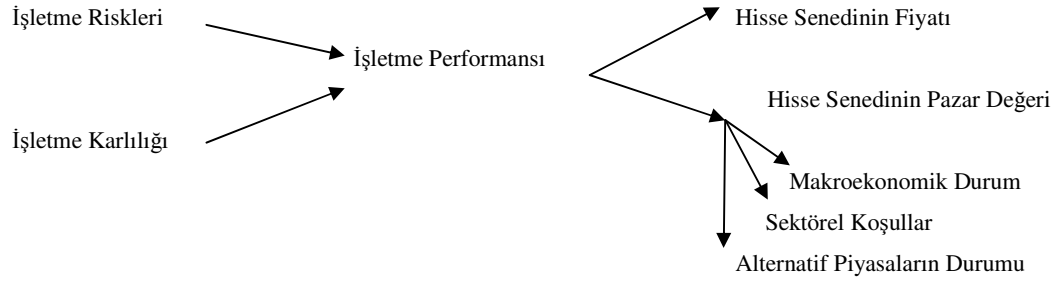 İşletme Riskleri
Hisse Senedinin Fiyatı
İşletme Performansı
Hisse Senedinin Pazar Değeri
İşletme Karlılığı
Makroekonomik Durum
Sektörel Koşullar
Alternatif Piyasaların Durumu